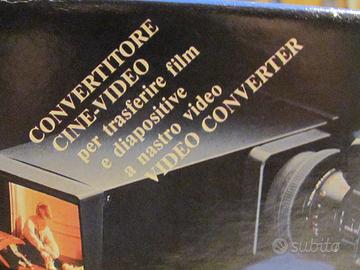 CONVERTITORE
CINE-VIDEO
per trasferire film
e diapositive
a nastro video
VIDEO CONVERTER
subito